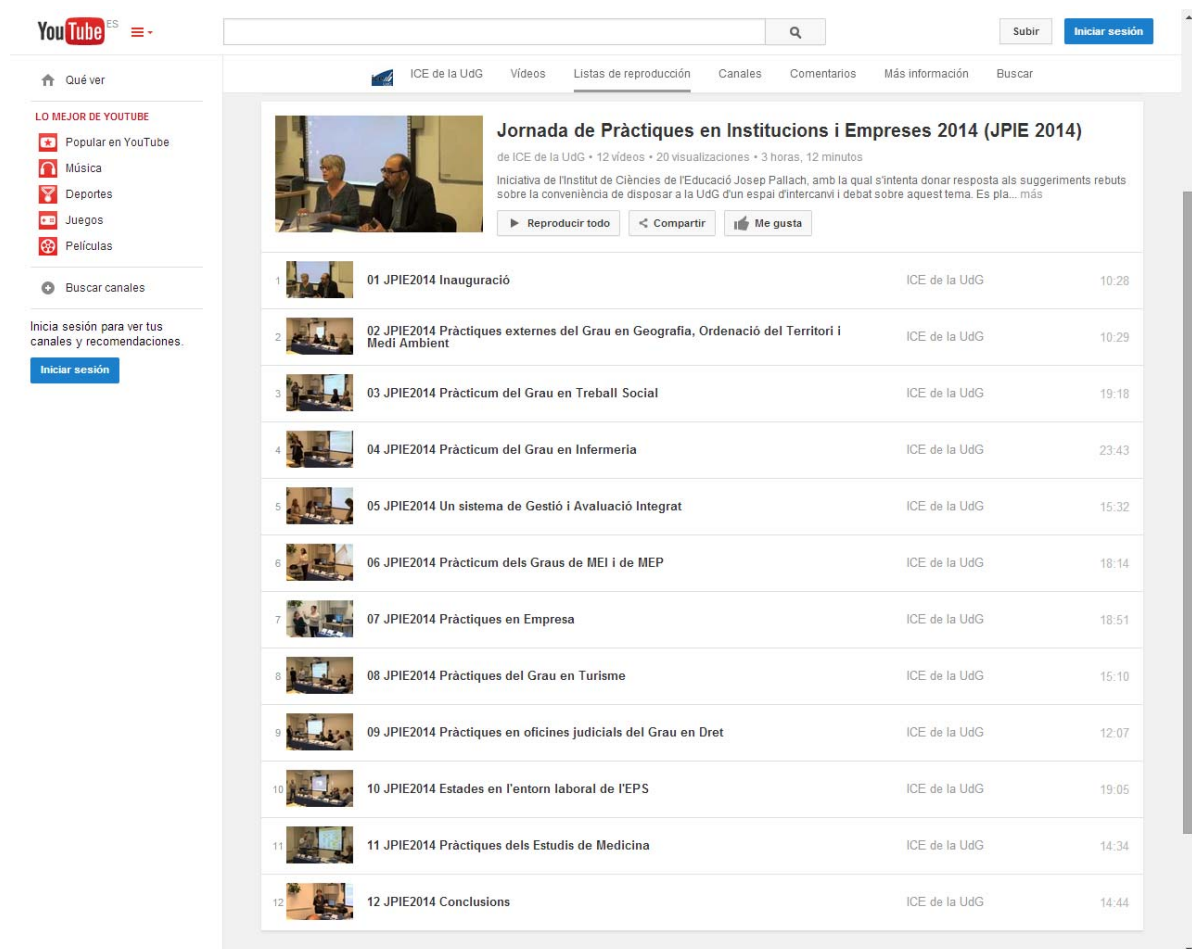 YouTube ES
Subir
Iniciar sesión
Qué ver
LO MEJOR DE YOUTUBE
Popular en YouTube
Música
Deportes
Juegos
Películas
Buscar canales
Inicia sesión para ver tus
canales y recomendaciones.
Iniciar sesión
ICE de la UdG Vídeos Listas de reproducción Canales Comentarios Más información Buscar
Jornada de Pràctiques en Institucions i Empreses 2014 (JPIE 2014)
de ICE de la UdG • 12 vídeos • 20 visualizaciones • 3 horas, 12 minutos
Iniciativa de l'Institut de Ciències de l'Educació Josep Pallach, amb la qual s'intenta donar resposta als suggeriments rebuts
sobre la conveniència de disposar a la UdG d'un espai d'intercanvi i debat sobre aquest tema. Es pla... más
Reproducir todo Compartir Me gusta
1 01 JPIE2014 Inauguració ICE de la UdG 10:28
2 02 JPIE2014 Pràctiques externes del Grau en Geografia, Ordenació del Territori i
Medi Ambient ICE de la UdG 10:29
3 03 JPIE2014 Pràcticum del Grau en Treball Social ICE de la UdG 19:18
4 04 JPIE2014 Pràcticum del Grau en Infermeria ICE de la UdG 23:43
5 05 JPIE2014 Un sistema de Gestió i Avaluació Integrat ICE de la UdG 15:32
6 06 JPIE2014 Pràcticum dels Graus de MEI i de MEP ICE de la UdG 18:14
7 07 JPIE2014 Pràctiques en Empresa ICE de la UdG 18:51
8 08 JPIE2014 Pràctiques del Grau en Turisme ICE de la UdG 15:10
9 09 JPIE2014 Pràctiques en oficines judicials del Grau en Dret ICE de la UdG 12:07
10 10 JPIE2014 Estades en l'entorn laboral de l'EPS ICE de la UdG 19:05
11 11 JPIE2014 Pràctiques dels Estudis de Medicina ICE de la UdG 14:34
12 12 JPIE2014 Conclusions ICE de la UdG 14:44